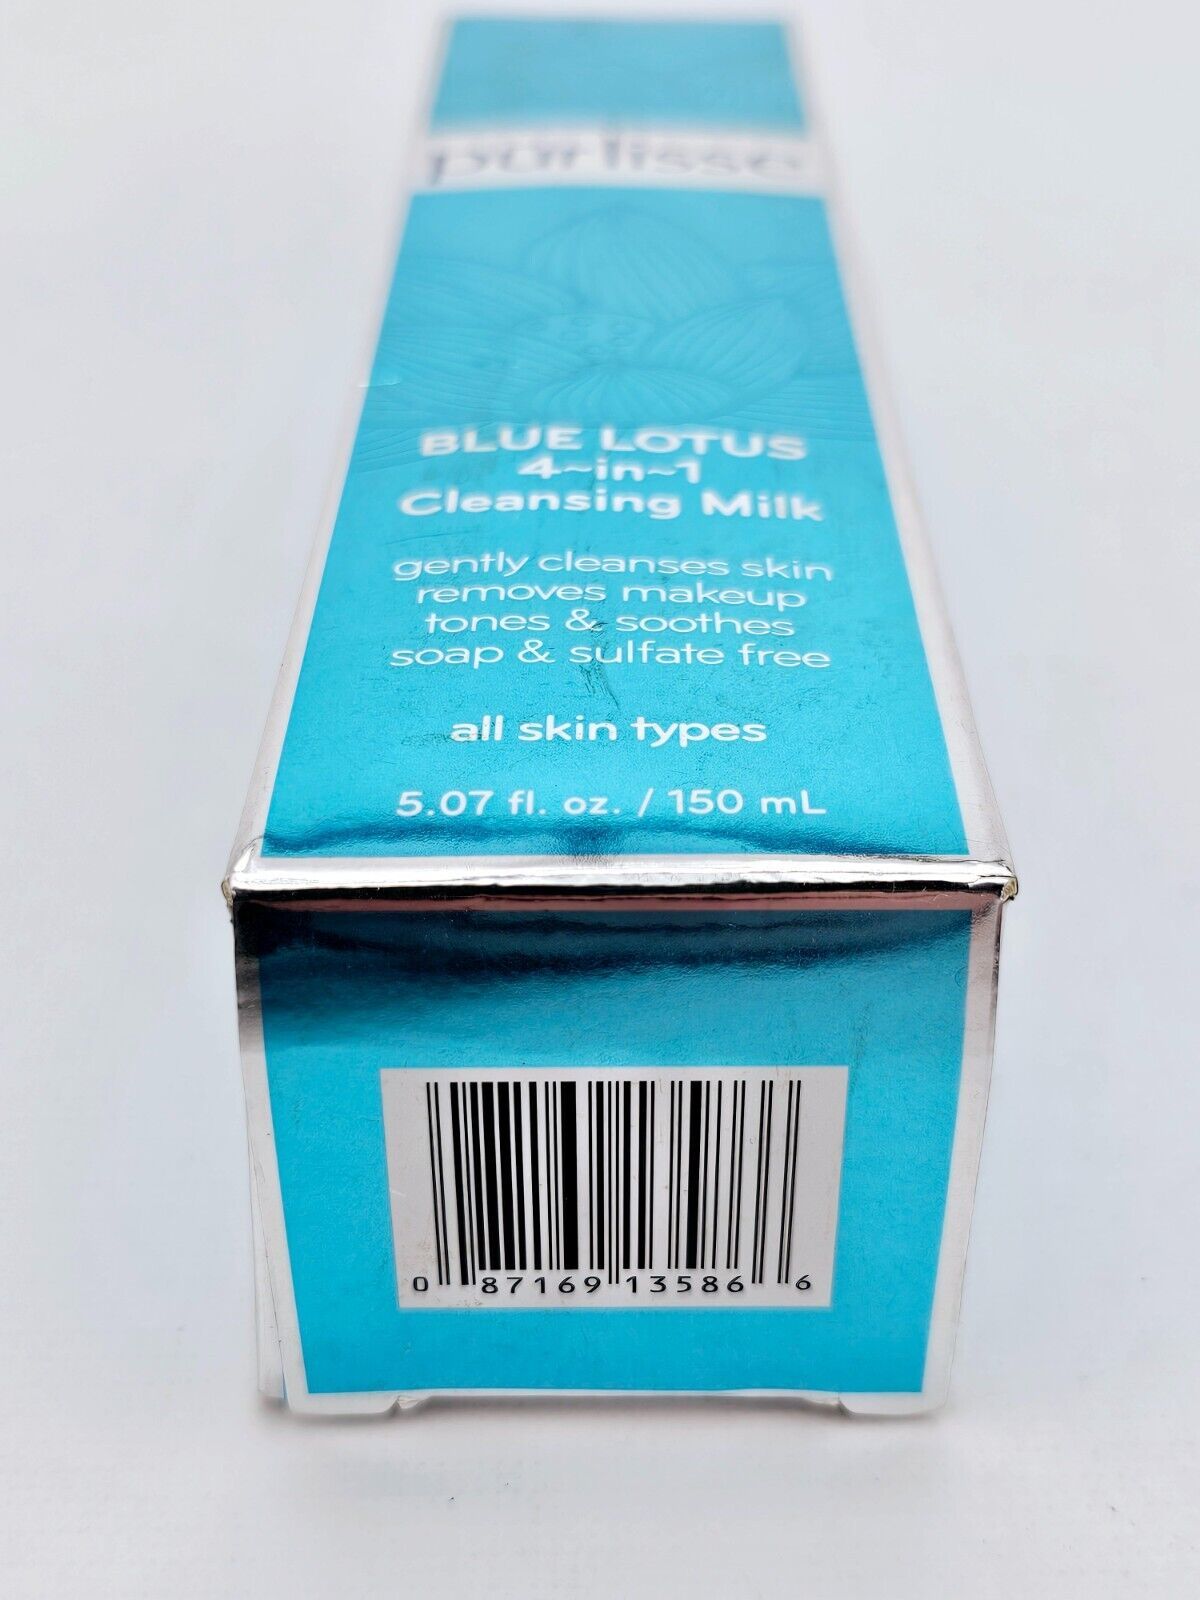 pūrlisse
BLUE LOTUS
4~in~1
Cleansing Milk
gently cleanses skin
removes makeup
tones & soothes
soap & sulfate free
all skin types
5.07 fl. oz. / 150 mL
0 87169 13586 6